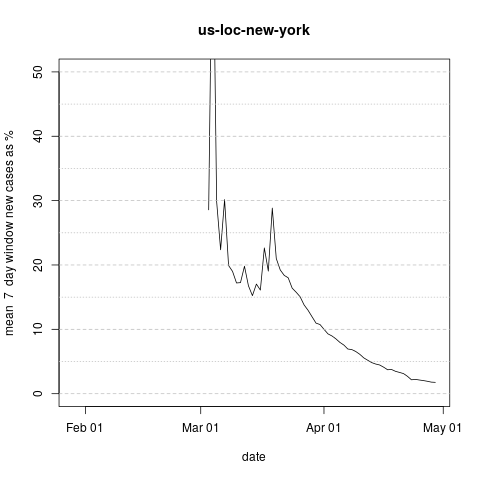 us-loc-new-york
mean 7 day window new cases as %
50
40
30
20
10
0
Feb 01
Mar 01
Apr 01
May 01
date